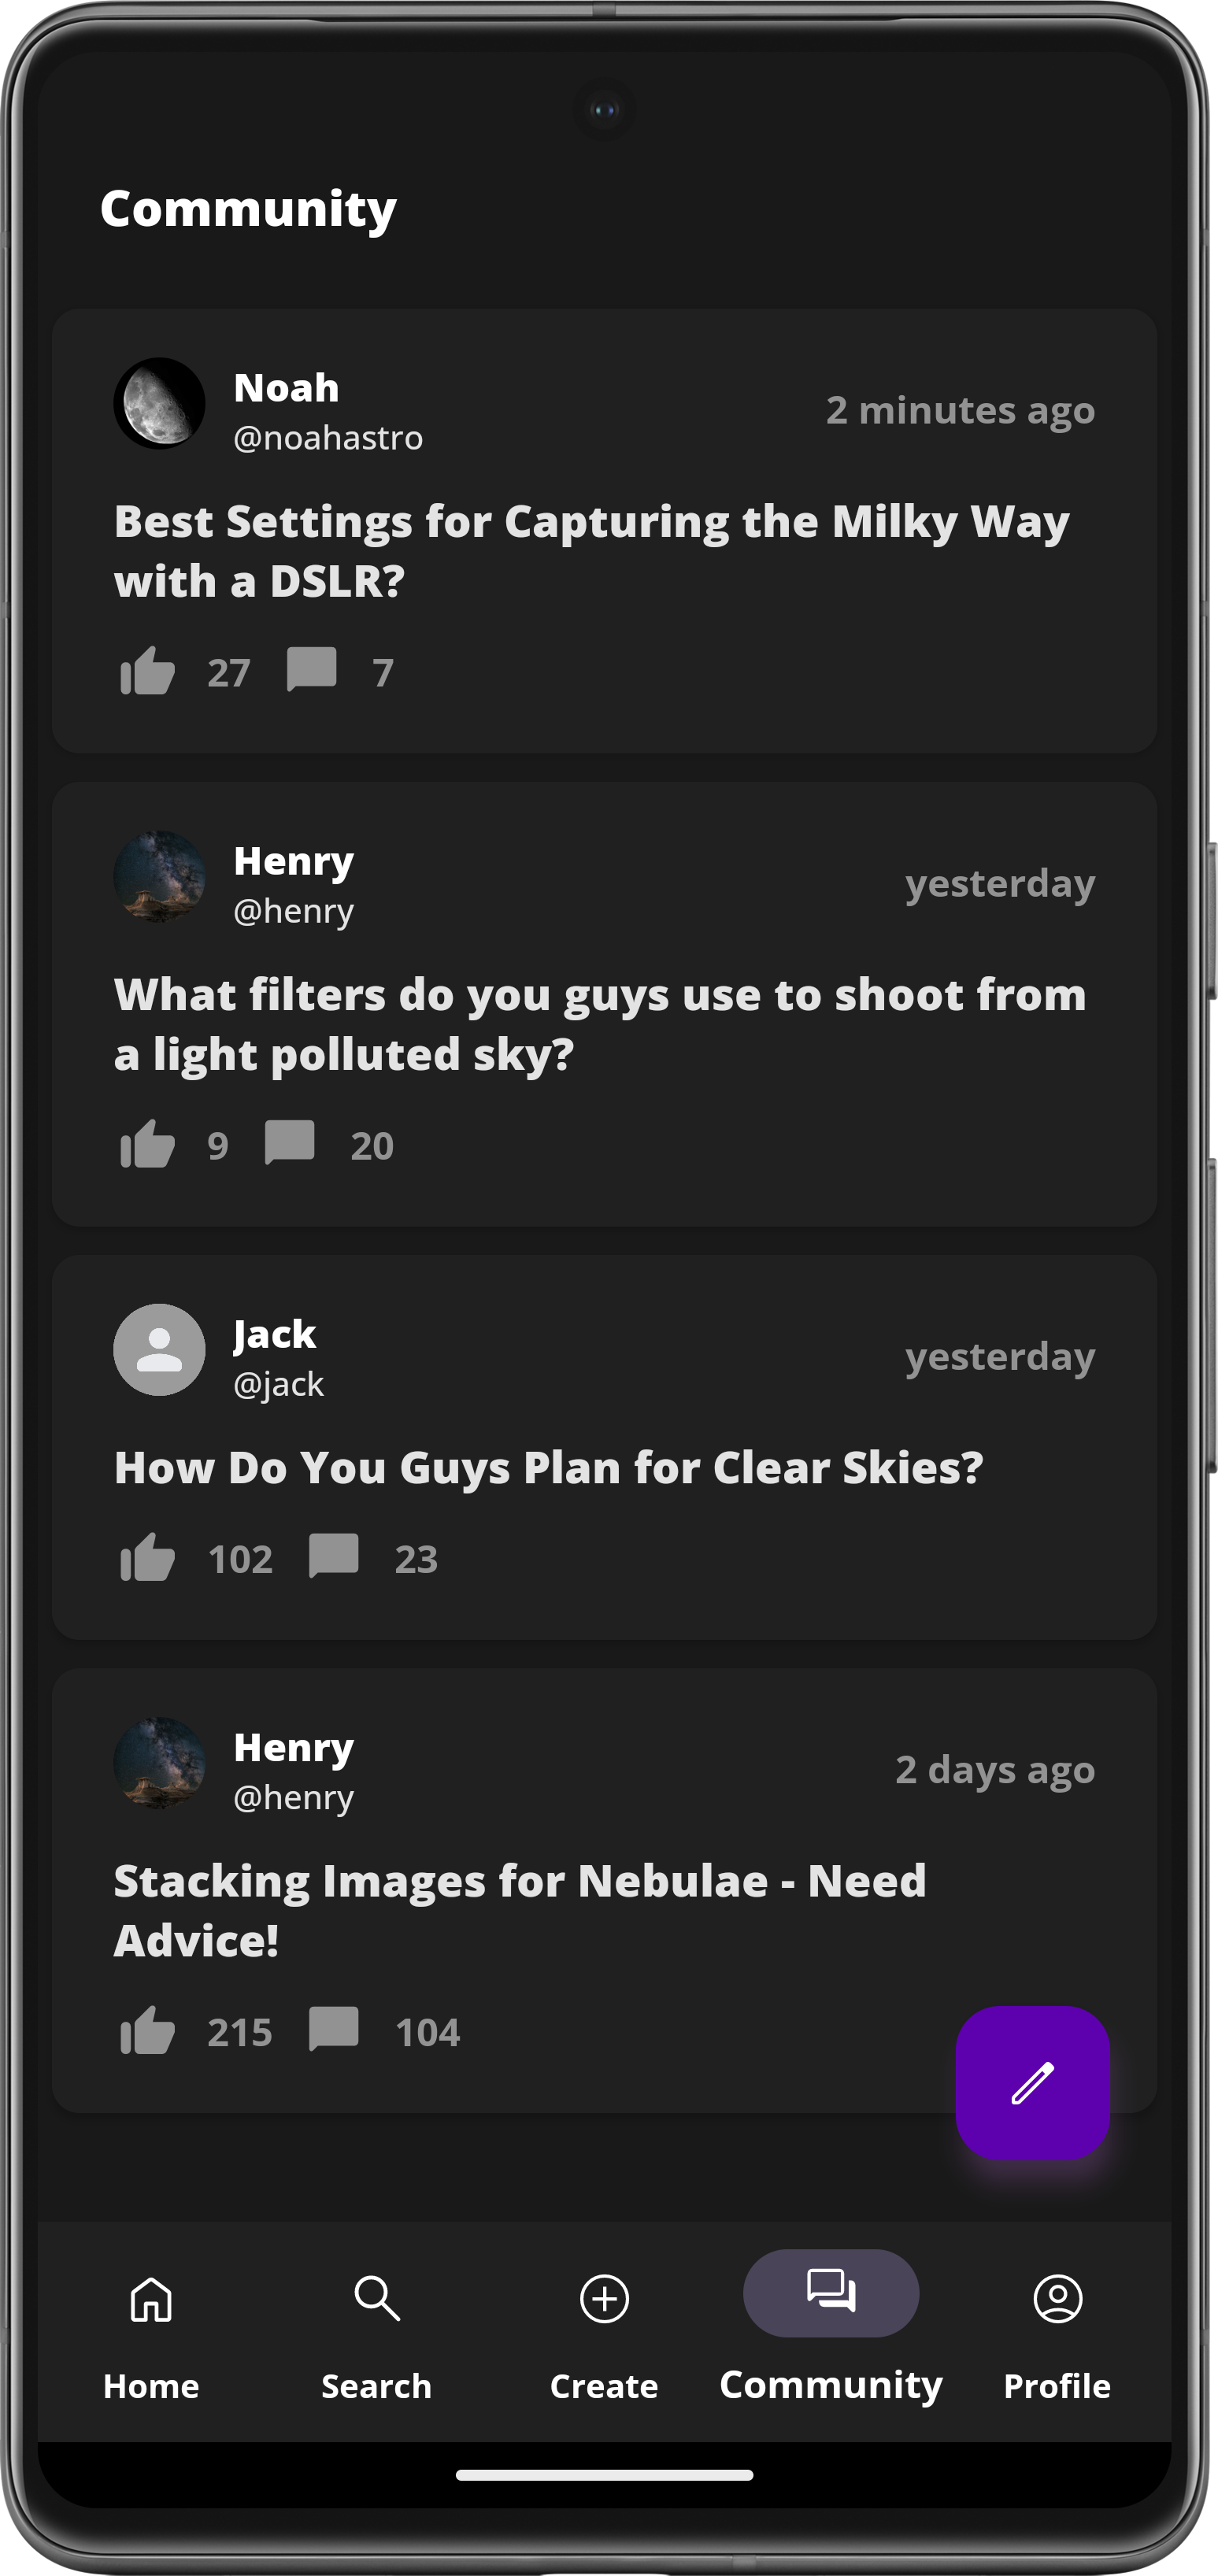 Community
Noah
@noahastro
2 minutes ago
Best Settings for Capturing the Milky Way
with a DSLR?
27 7
Henry
@henry
yesterday
What filters do you guys use to shoot from
a light polluted sky?
9 20
Jack
@jack
yesterday
How Do You Guys Plan for Clear Skies?
102 23
Henry
@henry
2 days ago
Stacking Images for Nebulae - Need
Advice!
215 104
Home Search Create Community Profile